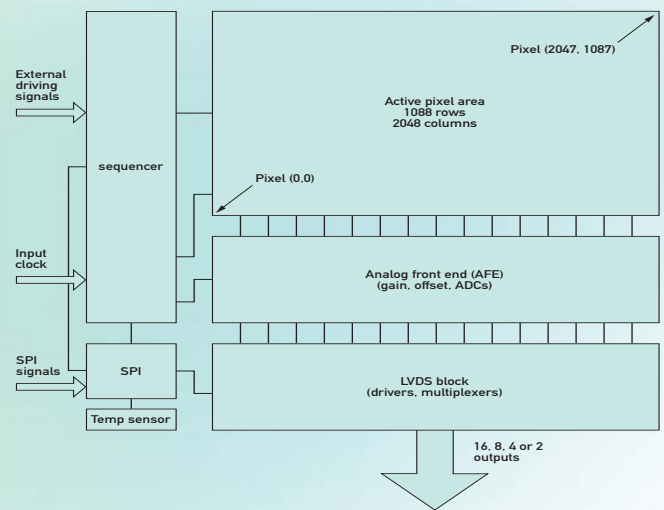 Pixel (2047, 1087)
External
driving
signals
Active pixel area
1088 rows
2048 columns
sequencer
Pixel (0,0)
Input
clock
Analog front end (AFE)
(gain, offset, ADCs)
SPI
signals
SPI
LVDS block
(drivers, multiplexers)
Temp sensor
16, 8, 4 or 2
outputs